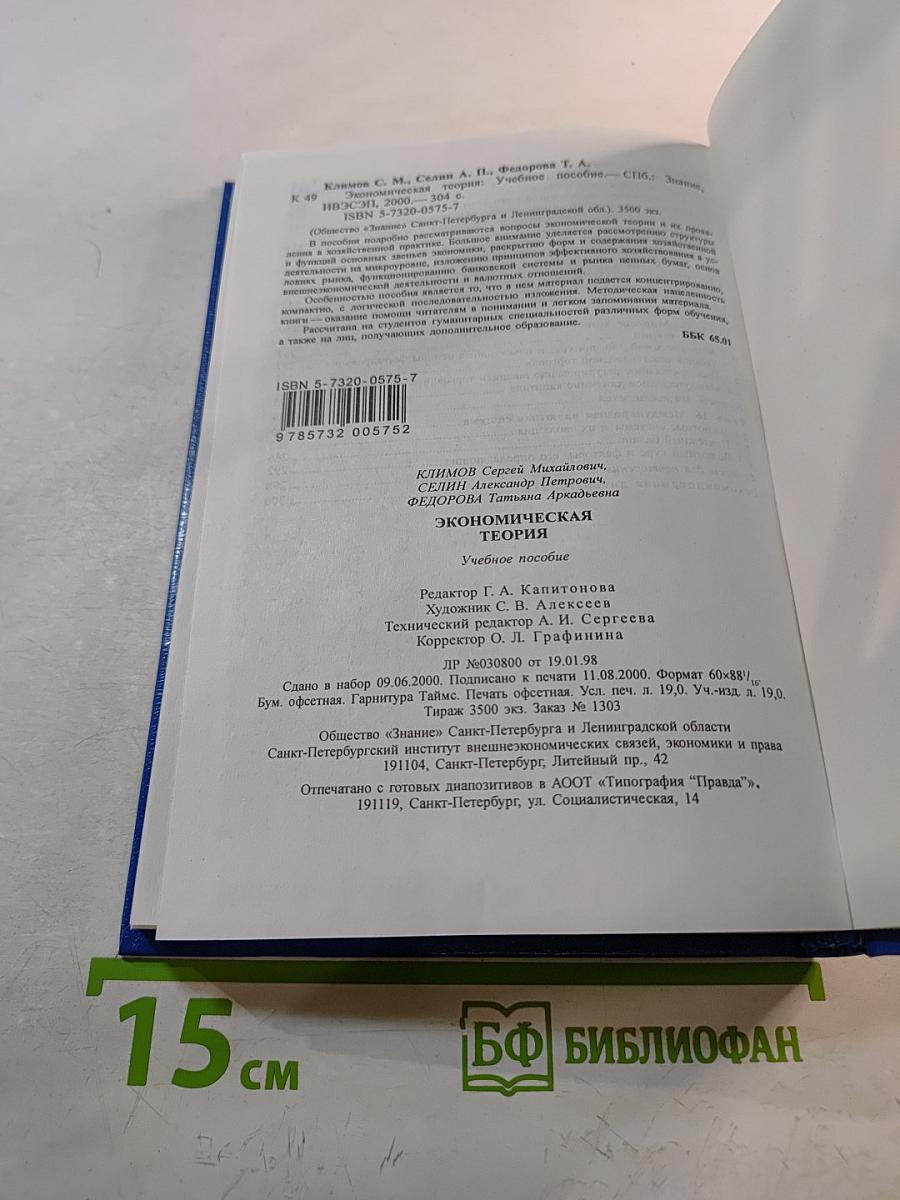 Климов С. М., Селин А. П., Федорова Т. А.
К 49 Экономическая теория: Учебное пособие.— СПб.: Знание,
ИВЭСЭП, 2000.— 304 с.
ISBN 5-7320-0575-7
(Общество «Знание» Санкт-Петербурга и Ленинградской обл.). 3500 экз.
В пособии подробно рассматриваются вопросы экономической теории и их прояв-
ления в хозяйственной практике. Большое внимание уделяется рассмотрению структуры
и функций основных звеньев экономики, раскрытию форм и содержания хозяйственной
деятельности на микроуровне, изложению принципов эффективного хозяйствования в ус-
ловиях рынка, функционированию банковской системы и рынка ценных бумаг, основ
внешнеэкономической деятельности и валютных отношений.
Особенностью пособия является то, что в нем материал подается концентрированно,
компактно, с логической последовательностью изложения. Методическая нацеленность
книги — оказание помощи читателям в понимании и легком запоминании материала.
Рассчитана на студентов гуманитарных специальностей различных форм обучения,
а также на лиц, получающих дополнительное образование.
ББК 65.01
ISBN 5-7320-0575-7
9 785732 005752
КЛИМОВ Сергей Михайлович,
СЕЛИН Александр Петрович,
ФЕДОРОВА Татьяна Аркадьевна
ЭКОНОМИЧЕСКАЯ
ТЕОРИЯ
Учебное пособие
Редактор Г. А. Капитонова
Художник С. В. Алексеев
Технический редактор А. И. Сергеева
Корректор О. Л. Графинина
ЛР №030800 от 19.01.98
Сдано в набор 09.06.2000. Подписано к печати 11.08.2000. Формат 60×88¹/₁₆.
Бум. офсетная. Гарнитура Таймс. Печать офсетная. Усл. печ. л. 19,0. Уч.-изд. л. 19,0.
Тираж 3500 экз. Заказ № 1303
Общество «Знание» Санкт-Петербурга и Ленинградской области
Санкт-Петербургский институт внешнеэкономических связей, экономики и права
191104, Санкт-Петербург, Литейный пр., 42
Отпечатано с готовых диапозитивов в АООТ «Типография “Правда”».
191119, Санкт-Петербург, ул. Социалистическая, 14
15 см
БФ БИБЛИОФАН